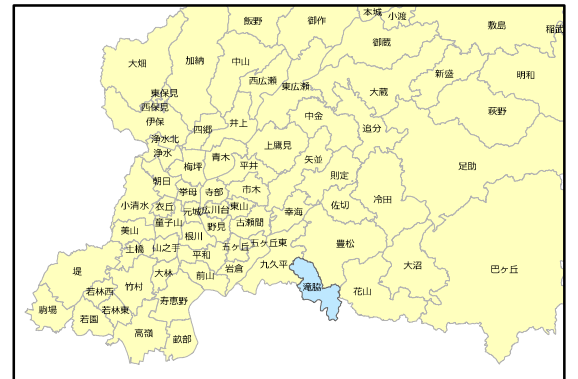 本城
小渡
飯野
御作
敷島
稲武
御蔵
大畑
加納
中山
西広瀬
東広瀬
新盛
明和
東保見
大蔵
西保見
萩野
伊保
四郷
井上
中金
追分
浄水北
上鷹見
浄水
青木
平井
矢並
足助
梅坪
則定
朝日
挙母
寺部
市木
冷田
小清水
衣丘
元城
広川台
東山
幸海
佐切
童子山
古瀬間
美山
野見
根川
豊松
土橋
山之手
平和
五ケ丘
五ケ丘東
堤
大林
前山
岩倉
九久平
大沼
巴ケ丘
若林西
竹村
滝脇
花山
寿恵野
駒場
若林東
若園
高嶺
畝部